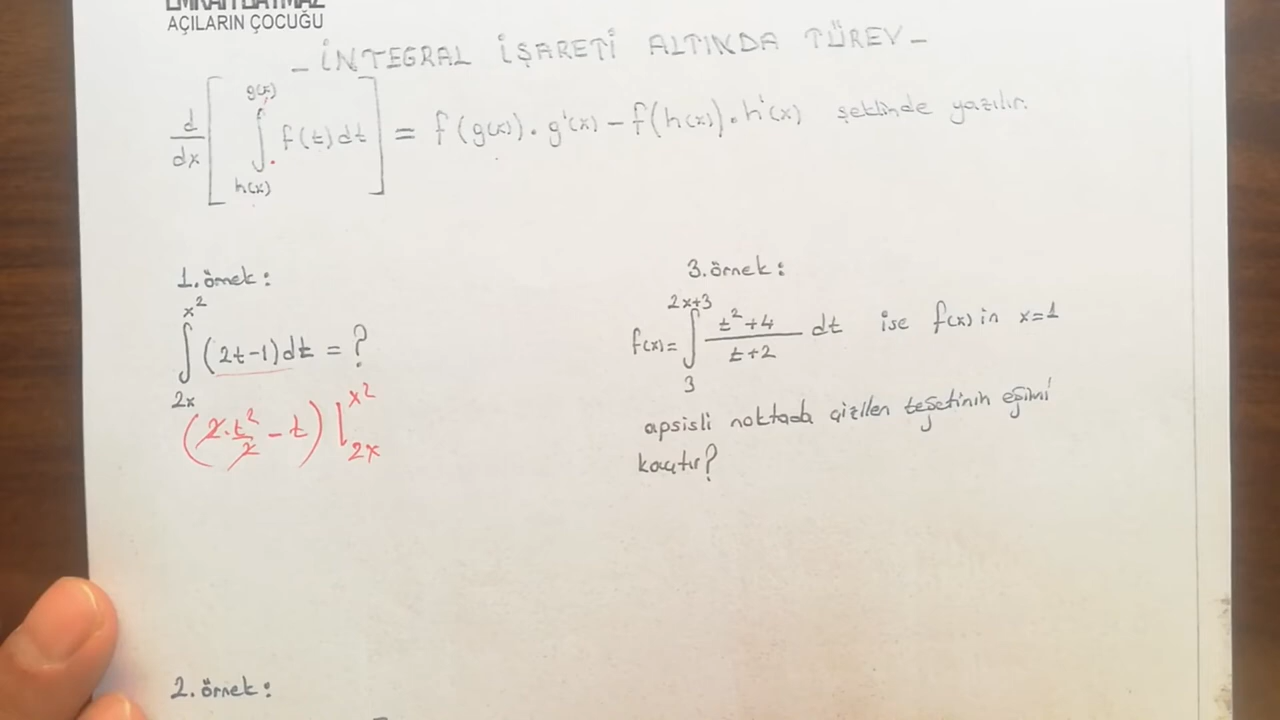 AÇILARIN ÇOCUĞU
- İNTEGRAL İŞARETİ ALTINDA TÜREV -
d/dx [ ∫_{h(x)}^{g(x)} f(t)dt ] = f(g(x)).g'(x) - f(h(x)).h'(x) şeklinde yazılır.
1. örnek:
∫_{2x}^{x²} (2t-1)dt = ?
(2.t²/2 - t) |_{2x}^{x²}
3. örnek:
f(x) = ∫_{3}^{2x+3} (t²+4)/(t+2) dt ise f(x) in x=1
apsisli noktada çizilen teğetinin eğimi
kaçtır?
2. örnek: